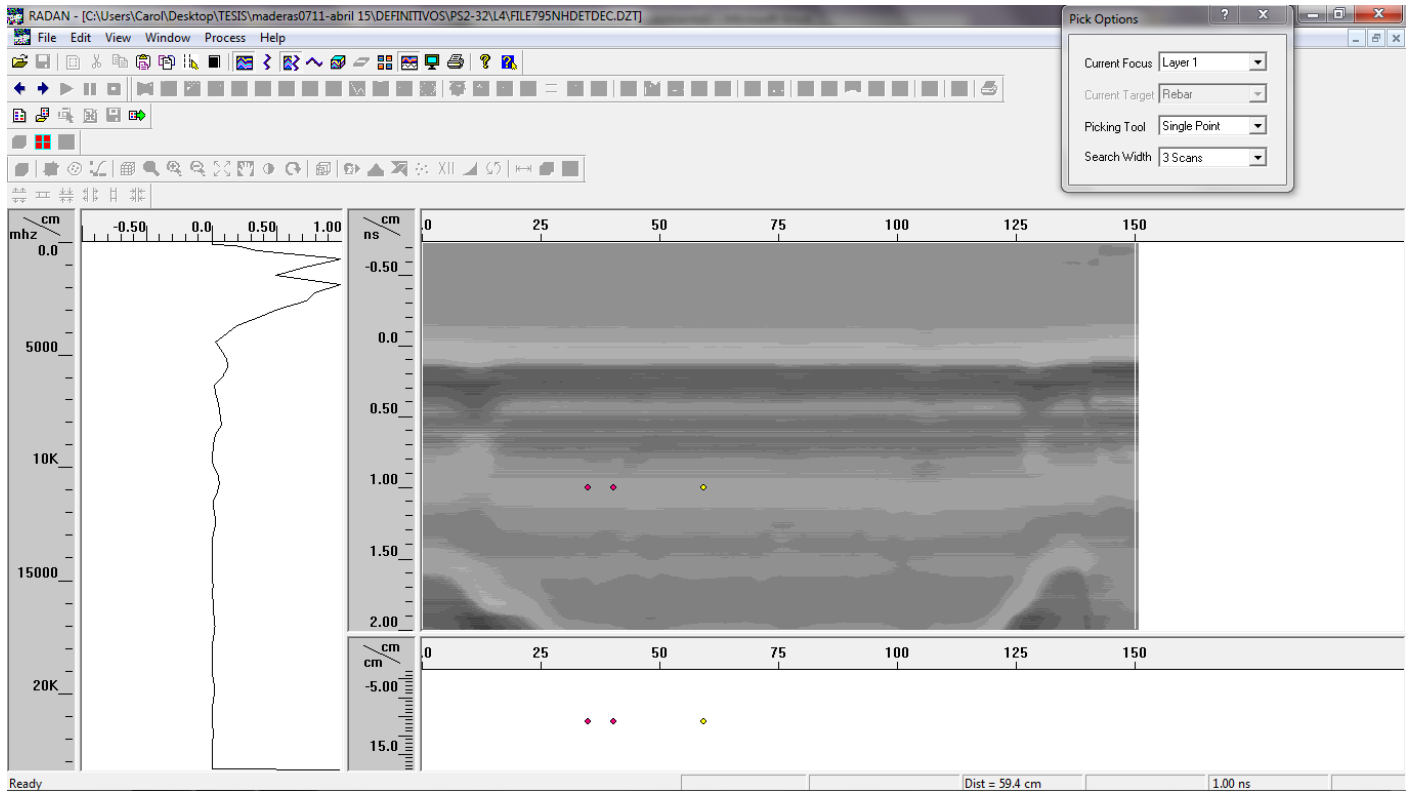 RADAN - [C:\Users\Carol\Desktop\TESIS\maderas0711-abril 15\DEFINITIVOS\PS2-32\L4\FILE795NHDETDEC.DZT]
File Edit View Window Process Help
Pick Options
Current Focus Layer 1
Current Target Rebar
Picking Tool Single Point
Search Width 3 Scans
XII
cm
mhz
-0.50 0.0 0.50 1.00
0.0
5000
10K
15000
20K
cm
ns
.0 25 50 75 100 125 150
-0.50
0.0
0.50
1.00
1.50
2.00
cm
cm
.0 25 50 75 100 125 150
-5.00
15.0
Ready
Dist = 59.4 cm
1.00 ns